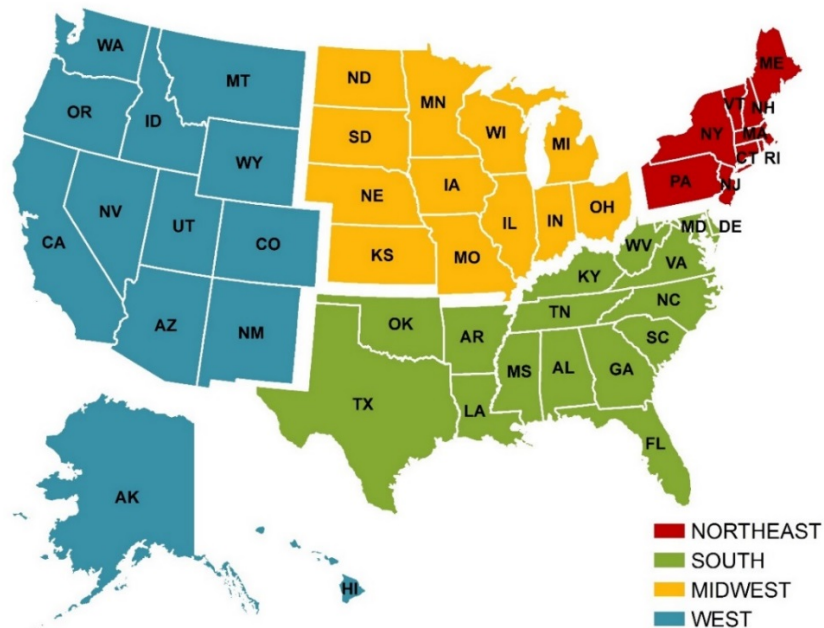 WA
MT
ND
MN
ME
OR
ID
SD
WI
MI
VT
NH
NY
MA
WY
CT
RI
NE
IA
PA
NJ
NV
UT
CO
IL
IN
OH
CA
KS
MO
WV
MD
DE
VA
KY
AZ
NM
OK
AR
TN
NC
SC
MS
AL
GA
TX
LA
FL
AK
HI
NORTHEAST
SOUTH
MIDWEST
WEST